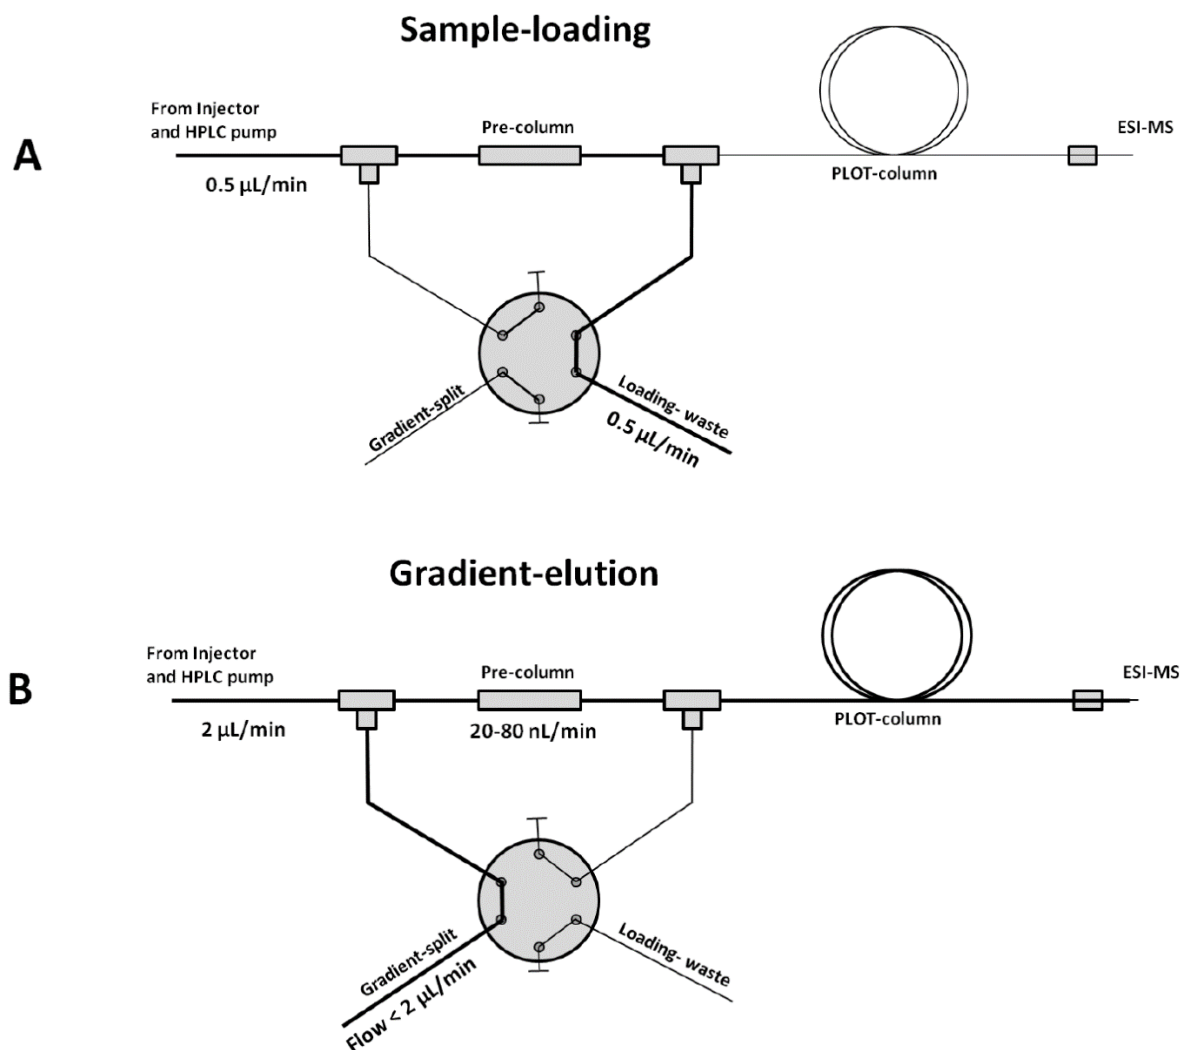 Sample-loading
A
From Injector
and HPLC pump
0.5 µL/min
Pre-column
PLOT-column
ESI-MS
Gradient-split
Loading- waste
0.5 µL/min
Gradient-elution
B
From Injector
and HPLC pump
2 µL/min
Pre-column
20-80 nL/min
PLOT-column
ESI-MS
Gradient-split
Flow < 2 µL/min
Loading- waste